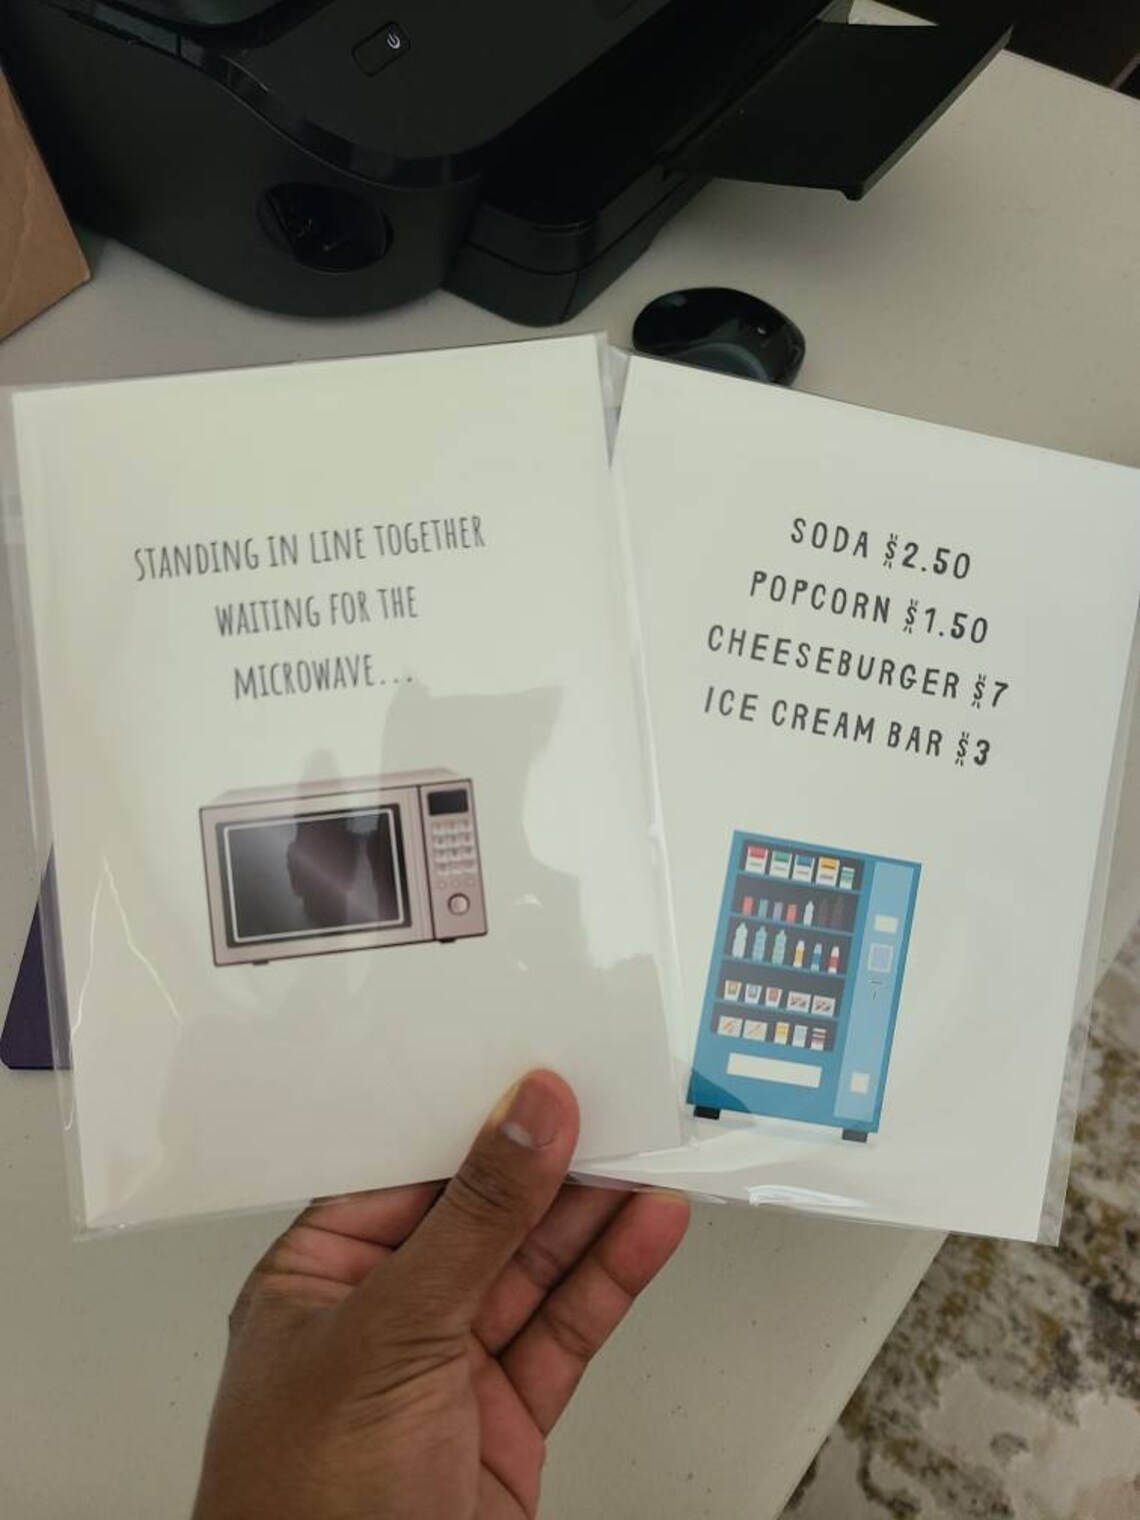 STANDING IN LINE TOGETHER
WAITING FOR THE
MICROWAVE...
SODA $2.50
POPCORN $1.50
CHEESEBURGER $7
ICE CREAM BAR $3